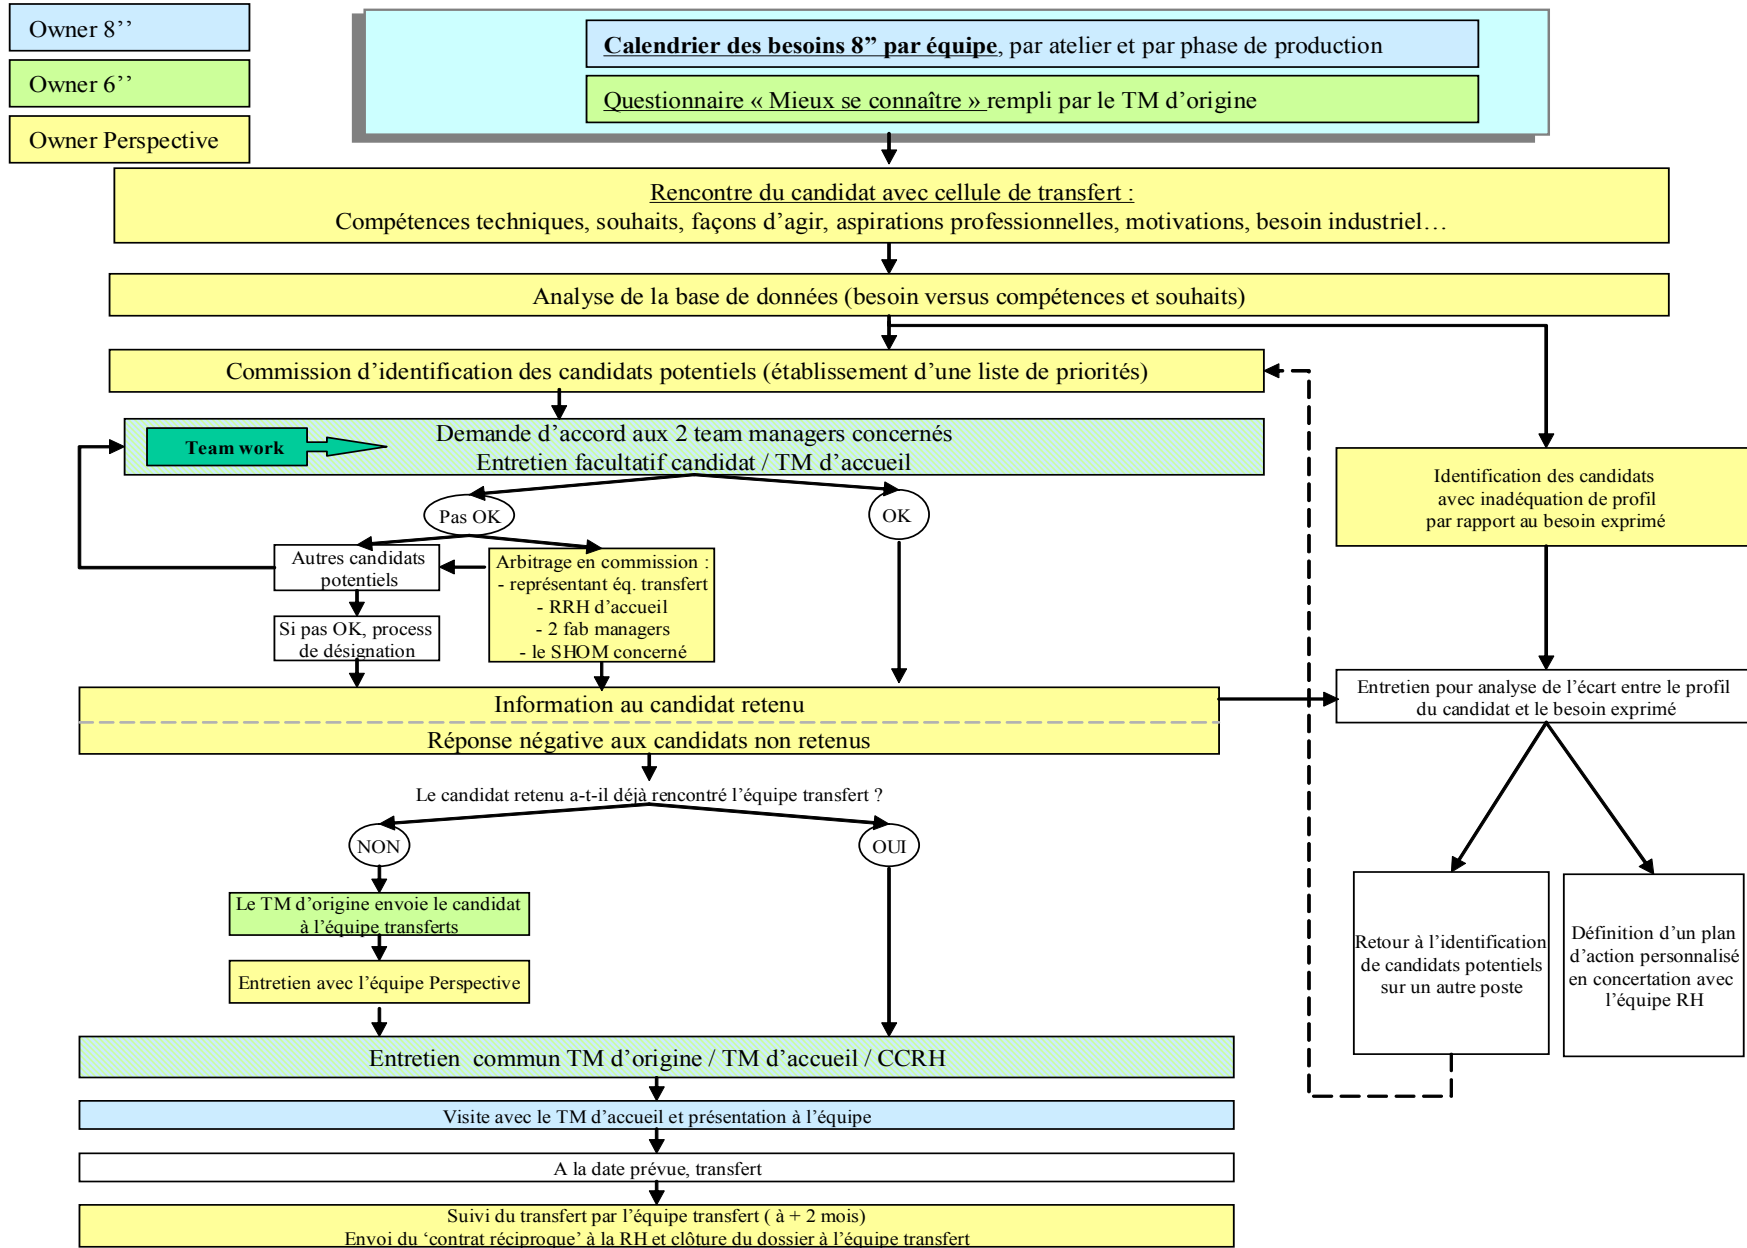 Owner 8’’
Owner 6’’
Owner Perspective
Calendrier des besoins 8” par équipe, par atelier et par phase de production
Questionnaire « Mieux se connaître » rempli par le TM d’origine
Rencontre du candidat avec cellule de transfert :
Compétences techniques, souhaits, façons d’agir, aspirations professionnelles, motivations, besoin industriel…
Analyse de la base de données (besoin versus compétences et souhaits)
Commission d’identification des candidats potentiels (établissement d’une liste de priorités)
Team work
Demande d’accord aux 2 team managers concernés
Entretien facultatif candidat / TM d’accueil
Pas OK
OK
Autres candidats
potentiels
Arbitrage en commission :
- représentant éq. transfert
- RRH d’accueil
- 2 fab managers
- le SHOM concerné
Si pas OK, process
de désignation
Identification des candidats
avec inadéquation de profil
par rapport au besoin exprimé
Information au candidat retenu
Réponse négative aux candidats non retenus
Entretien pour analyse de l’écart entre le profil
du candidat et le besoin exprimé
Le candidat retenu a-t-il déjà rencontré l’équipe transfert ?
NON
OUI
Le TM d’origine envoie le candidat
à l’équipe transferts
Entretien avec l’équipe Perspective
Retour à l’identification
de candidats potentiels
sur un autre poste
Définition d’un plan
d’action personnalisé
en concertation avec
l’équipe RH
Entretien commun TM d’origine / TM d’accueil / CCRH
Visite avec le TM d’accueil et présentation à l’équipe
A la date prévue, transfert
Suivi du transfert par l’équipe transfert ( à + 2 mois)
Envoi du ‘contrat réciproque’ à la RH et clôture du dossier à l’équipe transfert